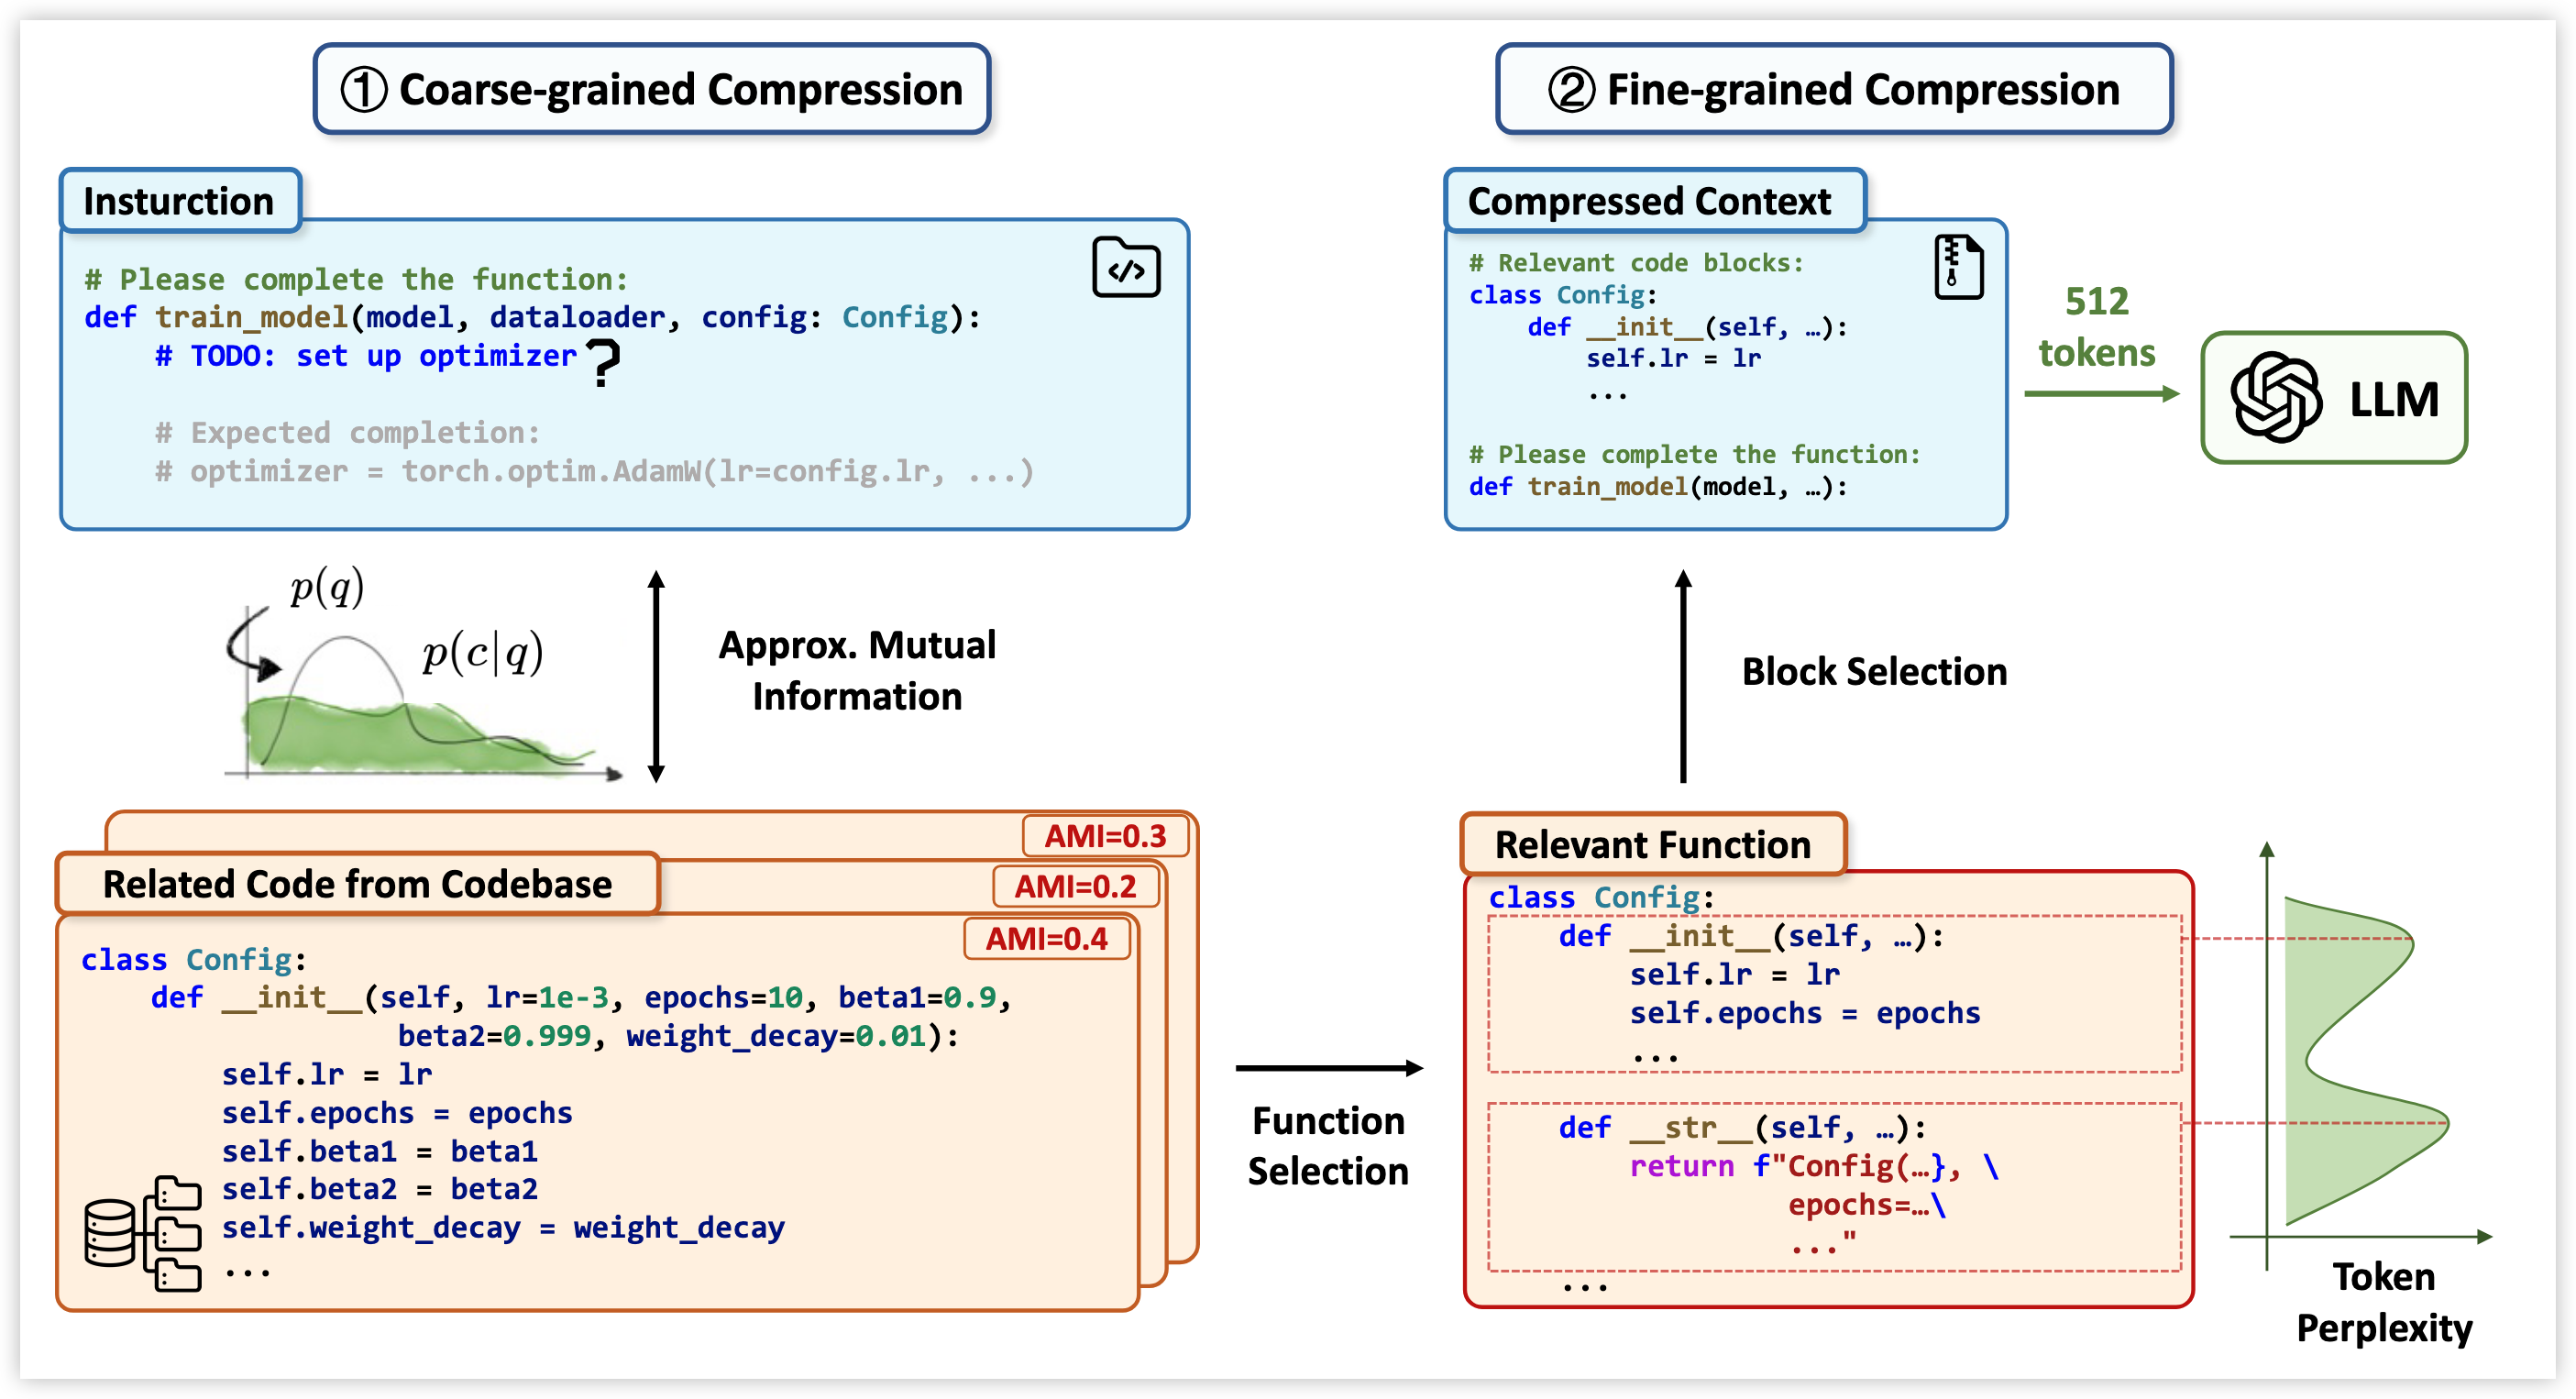 ① Coarse-grained Compression
Insturction
# Please complete the function:
def train_model(model, dataloader, config: Config):
# TODO: set up optimizer?
# Expected completion:
# optimizer = torch.optim.AdamW(lr=config.lr, ...)
p(q)
p(c|q)
Approx. Mutual
Information
AMI=0.3
AMI=0.2
AMI=0.4
Related Code from Codebase
class Config:
def __init__(self, lr=1e-3, epochs=10, beta1=0.9,
beta2=0.999, weight_decay=0.01):
self.lr = lr
self.epochs = epochs
self.beta1 = beta1
self.beta2 = beta2
self.weight_decay = weight_decay
...
Function
Selection
② Fine-grained Compression
Compressed Context
# Relevant code blocks:
class Config:
def __init__(self, …):
self.lr = lr
...
# Please complete the function:
def train_model(model, …):
512
tokens
LLM
Block Selection
Relevant Function
class Config:
def __init__(self, …):
self.lr = lr
self.epochs = epochs
...
def __str__(self, …):
return f"Config(…}, \
epochs=…\
..."
...
Token
Perplexity